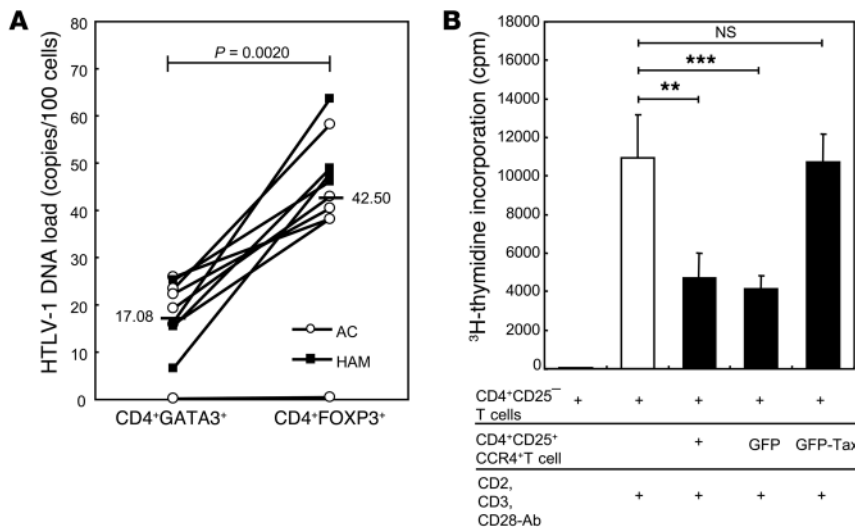 A
HTLV-1 DNA load (copies/100 cells)
80
70
60
50
40
30
20
10
0
P = 0.0020
42.50
17.08
AC
HAM
CD4⁺GATA3⁺
CD4⁺FOXP3⁺
B
³H-thymidine incorporation (cpm)
18000
16000
14000
12000
10000
8000
6000
4000
2000
0
NS
***
**
CD4⁺CD25⁻
T cells
+ + + + +
CD4⁺CD25⁺
CCR4⁺T cell
+ GFP GFP-Tax
CD2,
CD3,
CD28-Ab
+ + + +